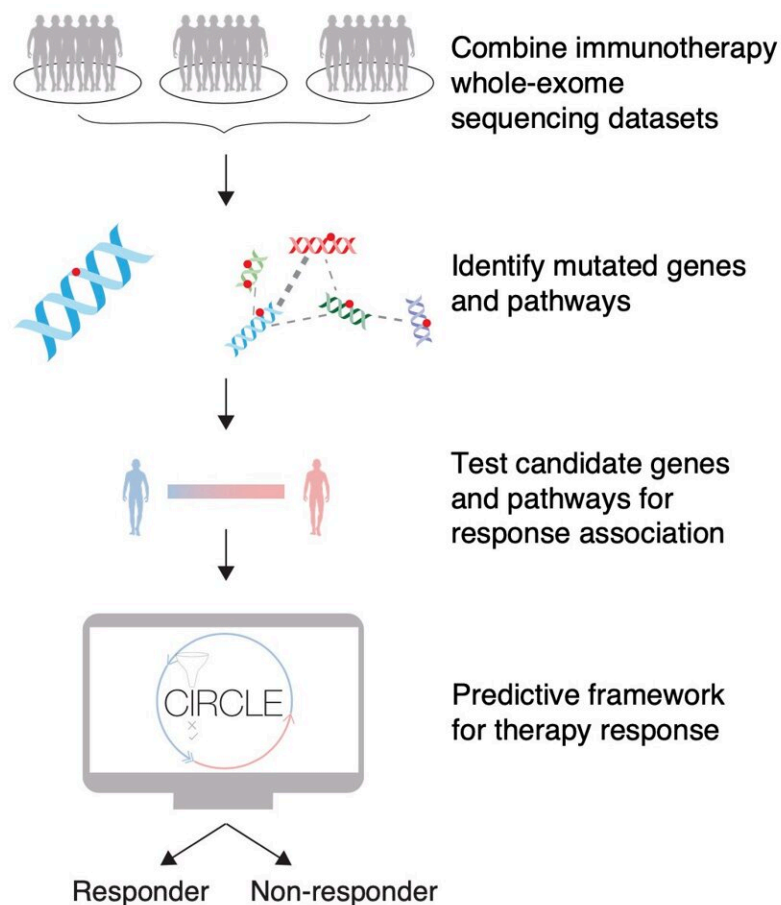 Combine immunotherapy
whole-exome
sequencing datasets
Identify mutated genes
and pathways
Test candidate genes
and pathways for
response association
CIRCLE
Predictive framework
for therapy response
Responder
Non-responder